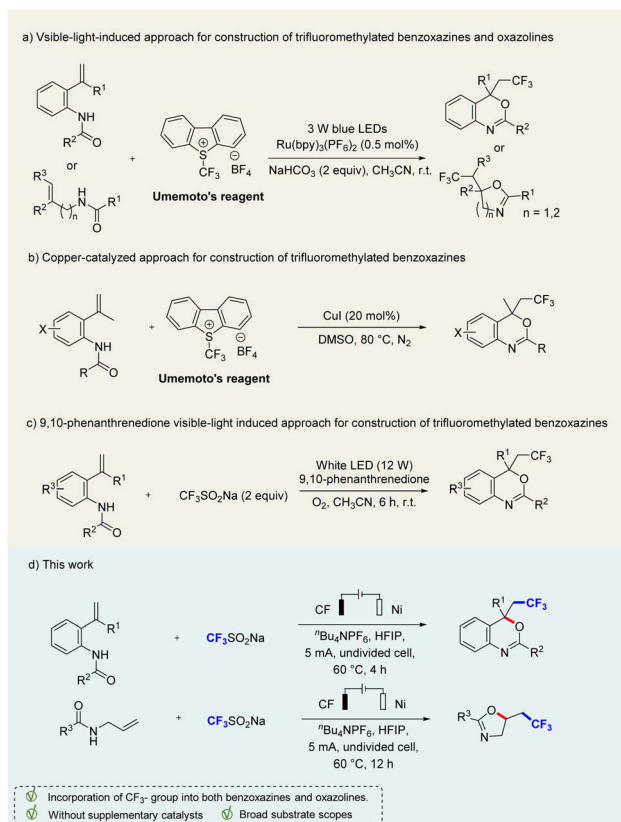 a) Vsible-light-induced approach for construction of trifluoromethylated benzoxazines and oxazolines
R¹
NH
R² O
or
R³
R² ( )n N H R¹ O
+
S ⊕
CF₃ ⊖ BF₄
Umemoto's reagent
3 W blue LEDs
Ru(bpy)₃(PF₆)₂ (0.5 mol%)
NaHCO₃ (2 equiv), CH₃CN, r.t.
R¹ CF₃
O
N R²
or
R³
F₃C
R² O R¹
( )n N n = 1,2
b) Copper-catalyzed approach for construction of trifluoromethylated benzoxazines
X
NH
R O
+
S ⊕
CF₃ ⊖ BF₄
Umemoto's reagent
CuI (20 mol%)
DMSO, 80 °C, N₂
CF₃
O
X
N R
c) 9,10-phenanthrenedione visible-light induced approach for construction of trifluoromethylated benzoxazines
R³ R¹
NH
R² O
+
CF₃SO₂Na (2 equiv)
White LED (12 W)
9,10-phenanthrenedione
O₂, CH₃CN, 6 h, r.t.
R¹ CF₃
O
R³
N R²
d) This work
R¹
NH
R² O
+
CF₃SO₂Na
CF Ni
ⁿBu₄NPF₆, HFIP,
5 mA, undivided cell,
60 °C, 4 h
R¹ CF₃
O
N R²
O
R³ N
H
+
CF₃SO₂Na
CF Ni
ⁿBu₄NPF₆, HFIP,
5 mA, undivided cell,
60 °C, 12 h
R³ O
N CF₃
Incorporation of CF₃- group into both benzoxazines and oxazolines.
Without supplementary catalysts Broad substrate scopes